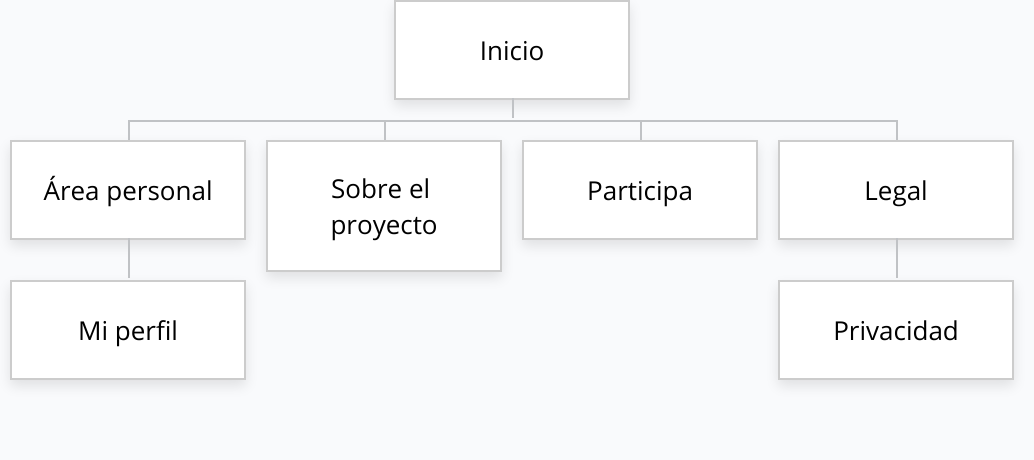 Inicio
Área personal
Sobre el
proyecto
Participa
Legal
Mi perfil
Privacidad